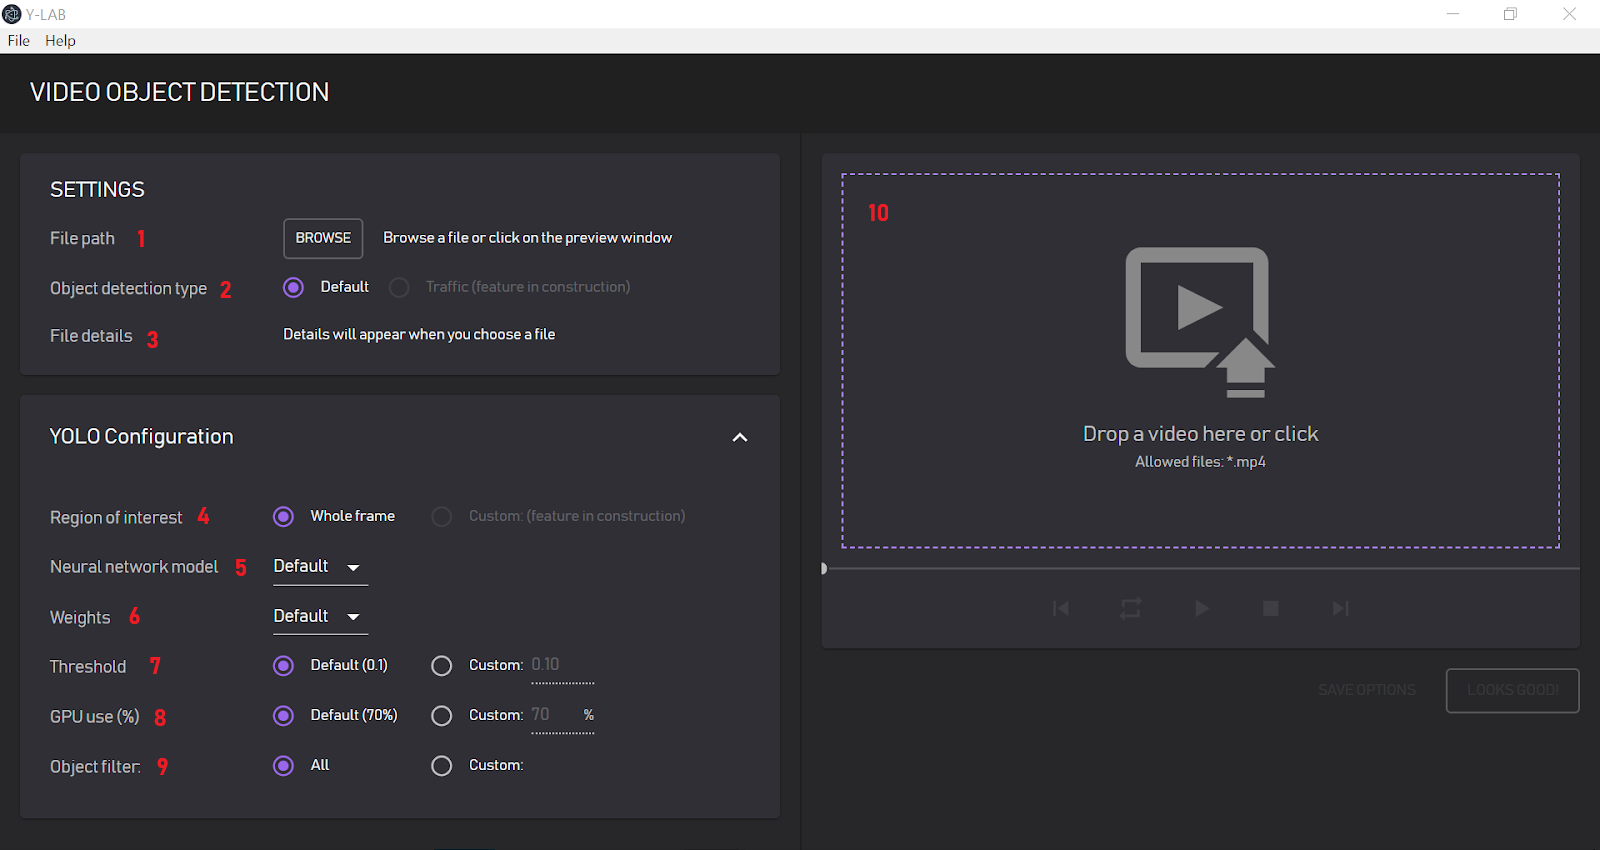 Y-LAB
File Help
VIDEO OBJECT DETECTION
SETTINGS
File path 1 BROWSE Browse a file or click on the preview window
Object detection type 2 Default Traffic (feature in construction)
File details 3 Details will appear when you choose a file
YOLO Configuration
Region of interest 4 Whole frame Custom: (feature in construction)
Neural network model 5 Default
Weights 6 Default
Threshold 7 Default (0.1) Custom: 0.10
GPU use (%) 8 Default (70%) Custom: 70 %
Object filter: 9 All Custom:
10
Drop a video here or click
Allowed files: *.mp4
SAVE OPTIONS LOOKS GOOD!